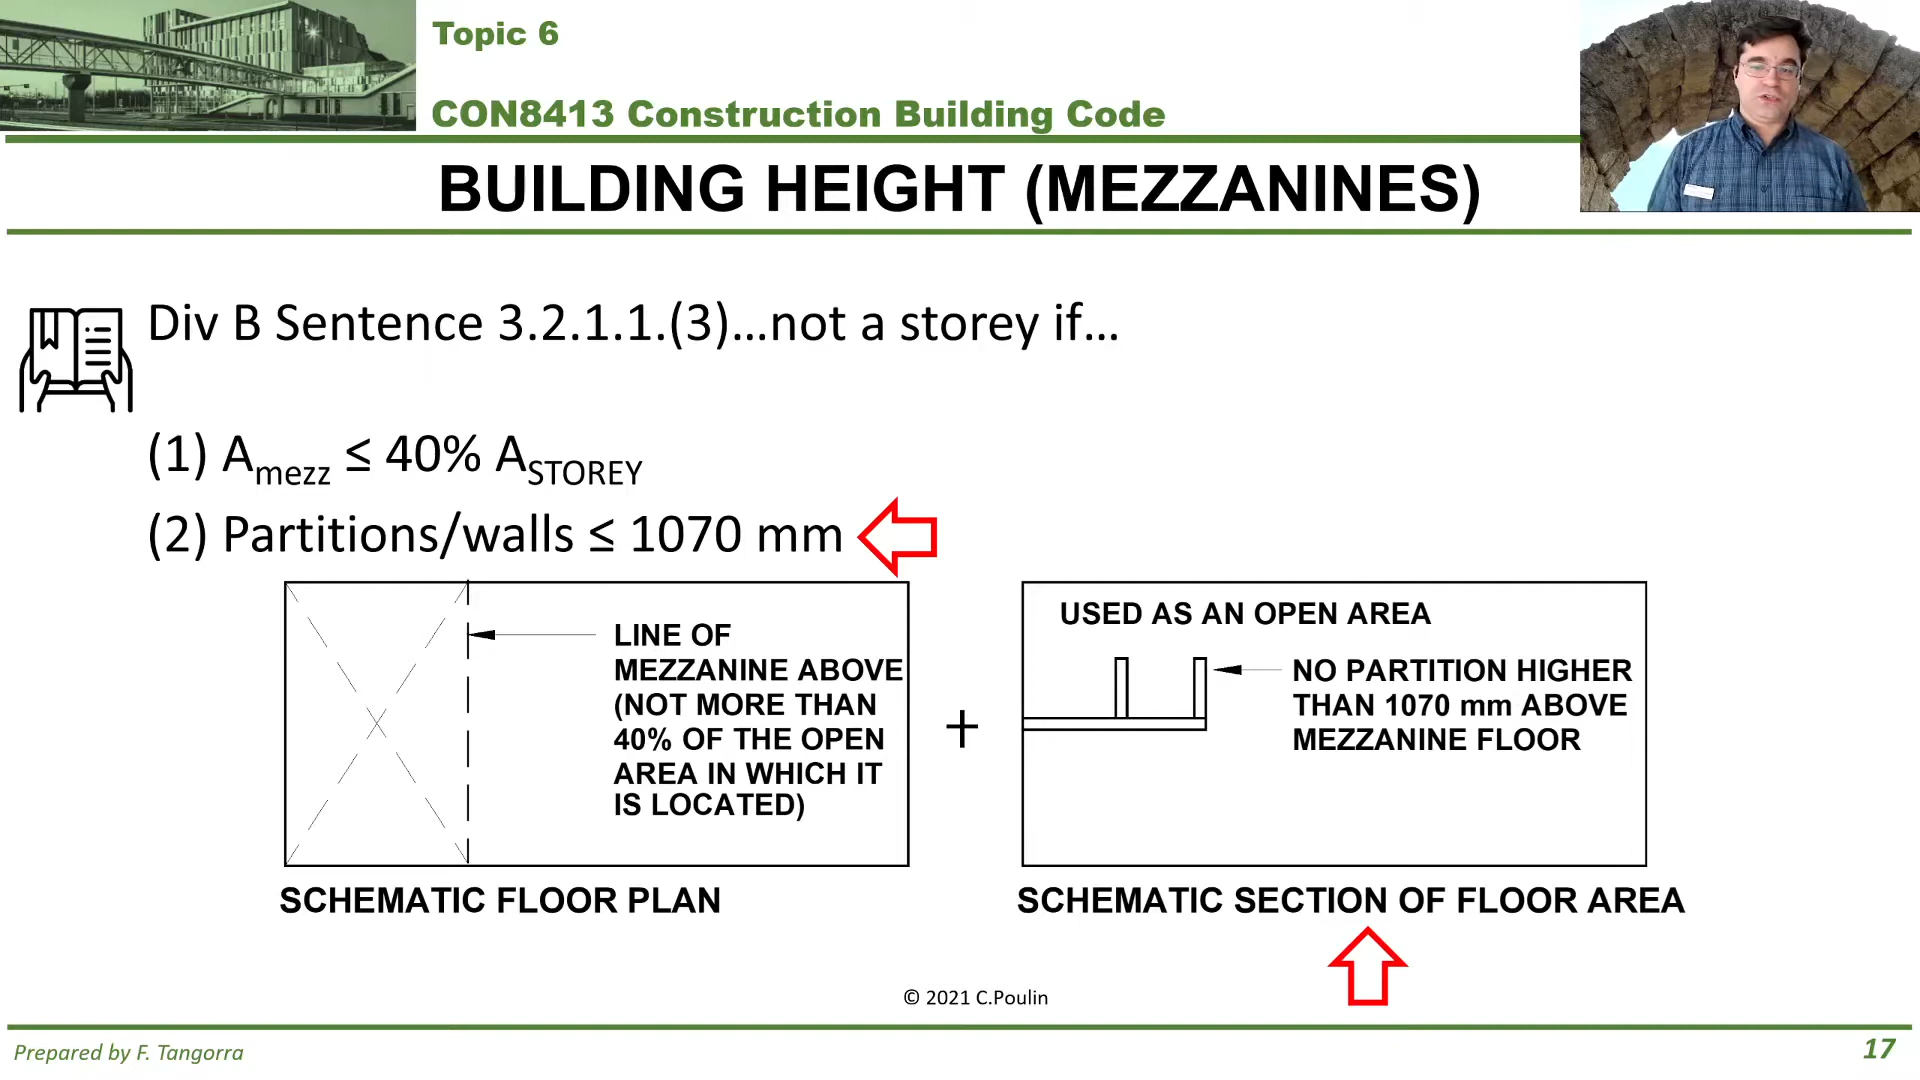 Topic 6
CON8413 Construction Building Code
BUILDING HEIGHT (MEZZANINES)
Div B Sentence 3.2.1.1.(3)…not a storey if…
(1) Amezz ≤ 40% ASTOREY
(2) Partitions/walls ≤ 1070 mm
LINE OF
MEZZANINE ABOVE
(NOT MORE THAN
40% OF THE OPEN
AREA IN WHICH IT
IS LOCATED)
SCHEMATIC FLOOR PLAN
+
USED AS AN OPEN AREA
NO PARTITION HIGHER
THAN 1070 mm ABOVE
MEZZANINE FLOOR
SCHEMATIC SECTION OF FLOOR AREA
© 2021 C.Poulin
Prepared by F. Tangorra
17